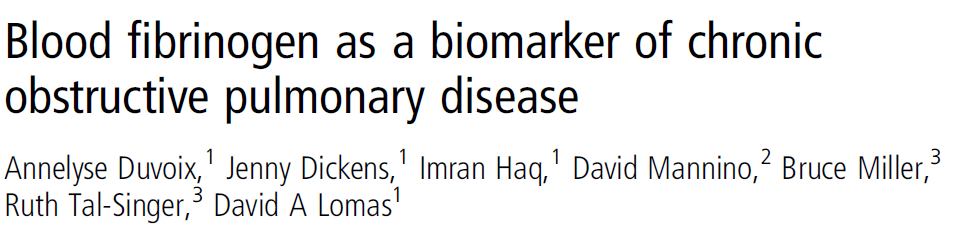 Blood fibrinogen as a biomarker of chronic
obstructive pulmonary disease
Annelyse Duvoix,¹ Jenny Dickens,¹ Imran Haq,¹ David Mannino,² Bruce Miller,³
Ruth Tal-Singer,³ David A Lomas¹